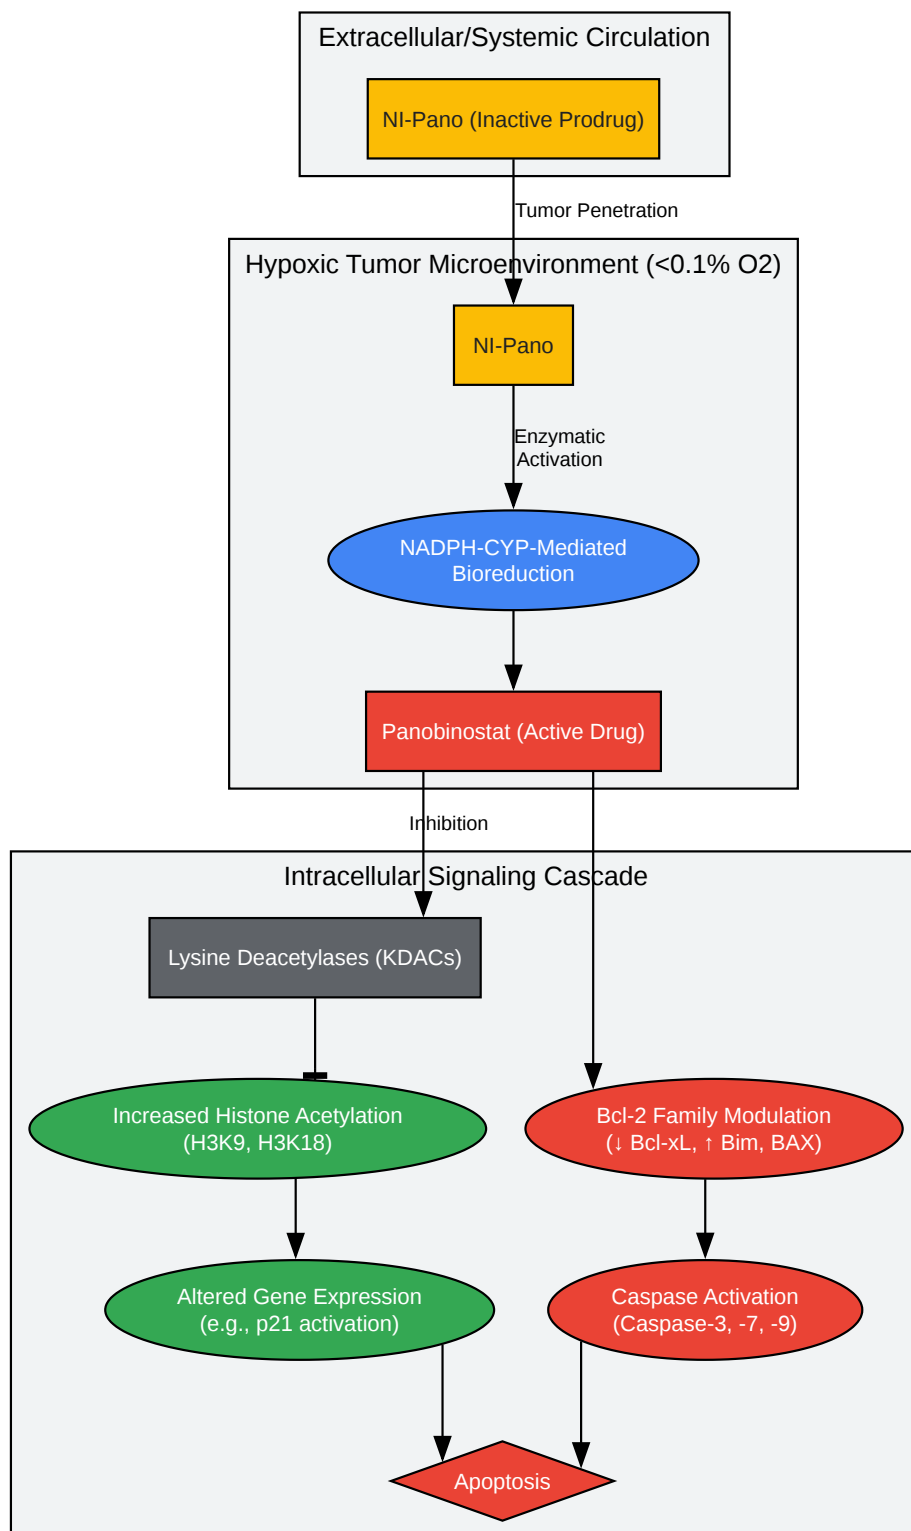 Extracellular/Systemic Circulation
NI-Pano (Inactive Prodrug)
Tumor Penetration
Hypoxic Tumor Microenvironment (<0.1% O2)
NI-Pano
Enzymatic
Activation
NADPH-CYP-Mediated
Bioreduction
Panobinostat (Active Drug)
Inhibition
Intracellular Signaling Cascade
Lysine Deacetylases (KDACs)
Increased Histone Acetylation
(H3K9, H3K18)
Bcl-2 Family Modulation
(↓ Bcl-xL, ↑ Bim, BAX)
Altered Gene Expression
(e.g., p21 activation)
Caspase Activation
(Caspase-3, -7, -9)
Apoptosis